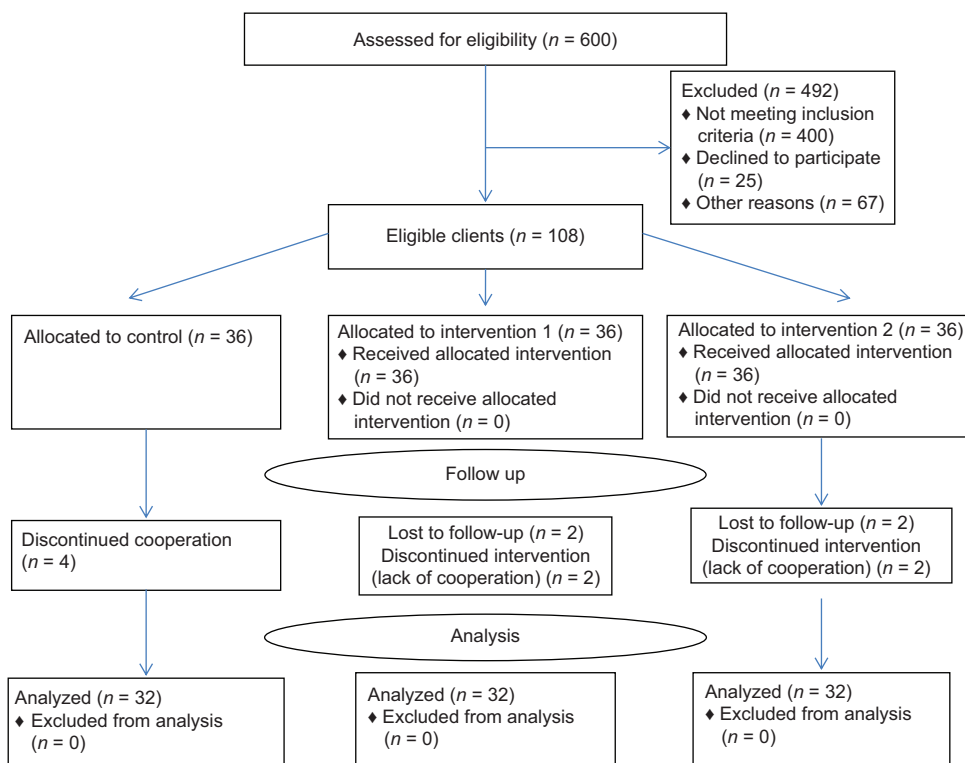 Assessed for eligibility (n = 600)
Excluded (n = 492)
♦ Not meeting inclusion
criteria (n = 400)
♦ Declined to participate
(n = 25)
♦ Other reasons (n = 67)
Eligible clients (n = 108)
Allocated to control (n = 36)
Allocated to intervention 1 (n = 36)
♦ Received allocated intervention
(n = 36)
♦ Did not receive allocated
intervention (n = 0)
Allocated to intervention 2 (n = 36)
♦ Received allocated intervention
(n = 36)
♦ Did not receive allocated
intervention (n = 0)
Follow up
Discontinued cooperation
(n = 4)
Lost to follow-up (n = 2)
Discontinued intervention
(lack of cooperation) (n = 2)
Lost to follow-up (n = 2)
Discontinued intervention
(lack of cooperation) (n = 2)
Analysis
Analyzed (n = 32)
♦ Excluded from analysis
(n = 0)
Analyzed (n = 32)
♦ Excluded from analysis
(n = 0)
Analyzed (n = 32)
♦ Excluded from analysis
(n = 0)